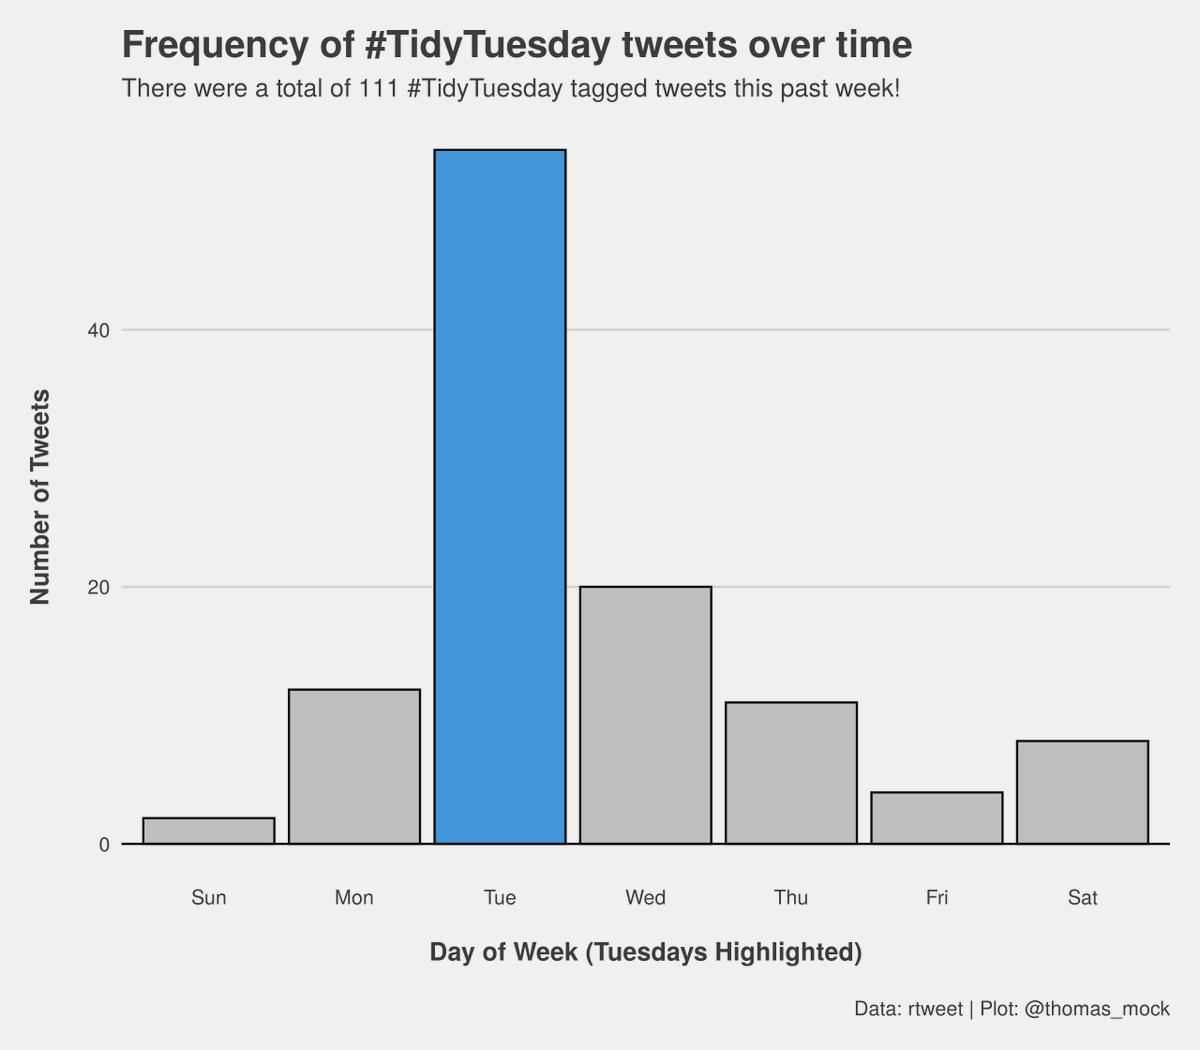 Frequency of #TidyTuesday tweets over time
There were a total of 111 #TidyTuesday tagged tweets this past week!
Number of Tweets
40
20
0
Sun Mon Tue Wed Thu Fri Sat
Day of Week (Tuesdays Highlighted)
Data: rtweet | Plot: @thomas_mock